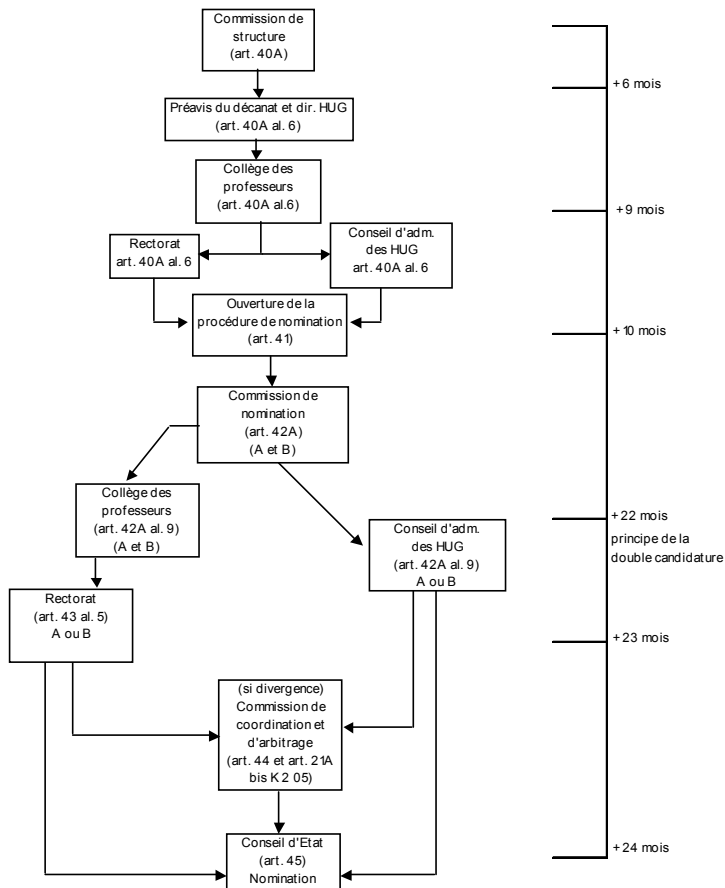 Commission de
structure
(art. 40A)
+6 mois
Préavis du décanat et dir. HUG
(art. 40A al. 6)
Collège des
professeurs
(art. 40A al.6)
+9 mois
Rectorat
art. 40A al. 6
Conseil d'adm.
des HUG
art. 40A al. 6
Ouverture de la
procédure de nomination
(art. 41)
+10 mois
Commission de
nomination
(art. 42A)
(A et B)
Collège des
professeurs
(art. 42A al. 9)
(A et B)
Conseil d'adm.
des HUG
(art. 42A al. 9)
A ou B
+22 mois
principe de la
double candidature
Rectorat
(art. 43 al. 5)
A ou B
+23 mois
(si divergence)
Commission de
coordination et
d'arbitrage
(art. 44 et art. 21A
bis K 2 05)
Conseil d'Etat
(art. 45)
Nomination
+24 mois